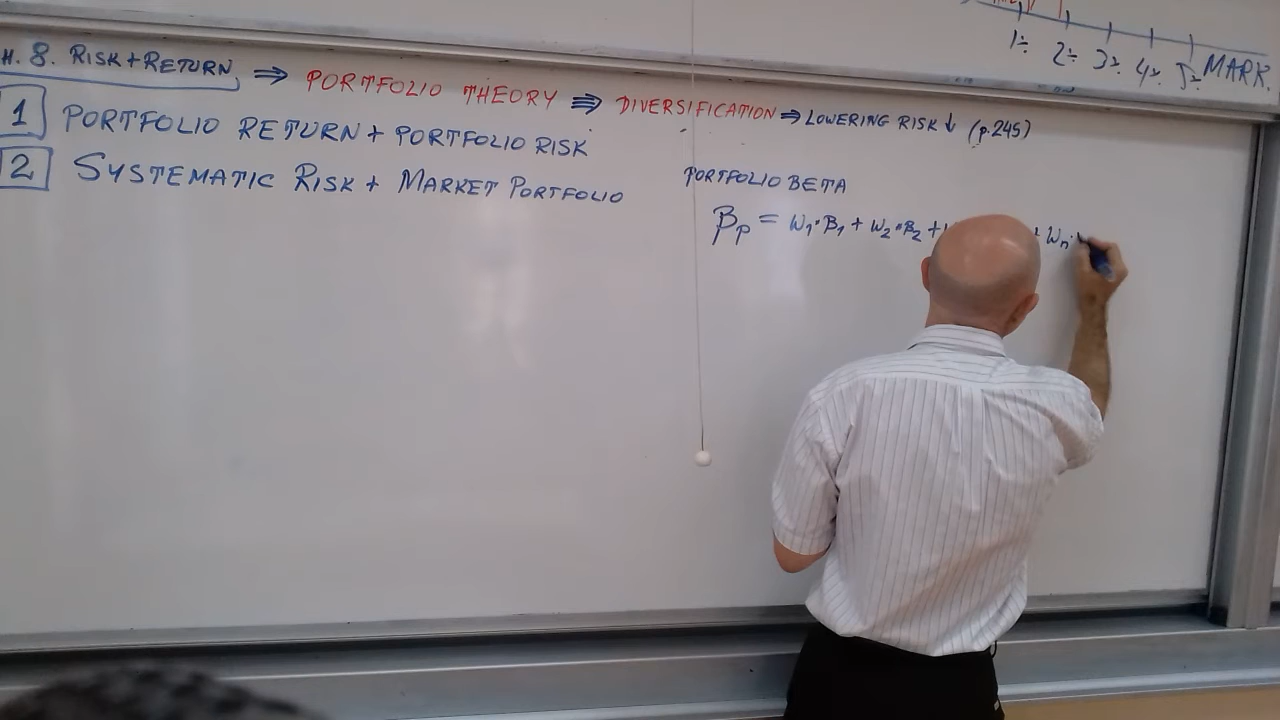 1÷ 2÷ 3÷ 4÷ 5÷ MARK.
H. 8. RISK+RETURN ⇒ PORTFOLIO THEORY ⇛ DIVERSIFICATION ⇒ LOWERING RISK ↓ (p.245)
1 PORTFOLIO RETURN + PORTFOLIO RISK
2 SYSTEMATIC RISK + MARKET PORTFOLIO
PORTFOLIO BETA
βp = W1·β1 + W2·β2 + + Wn·